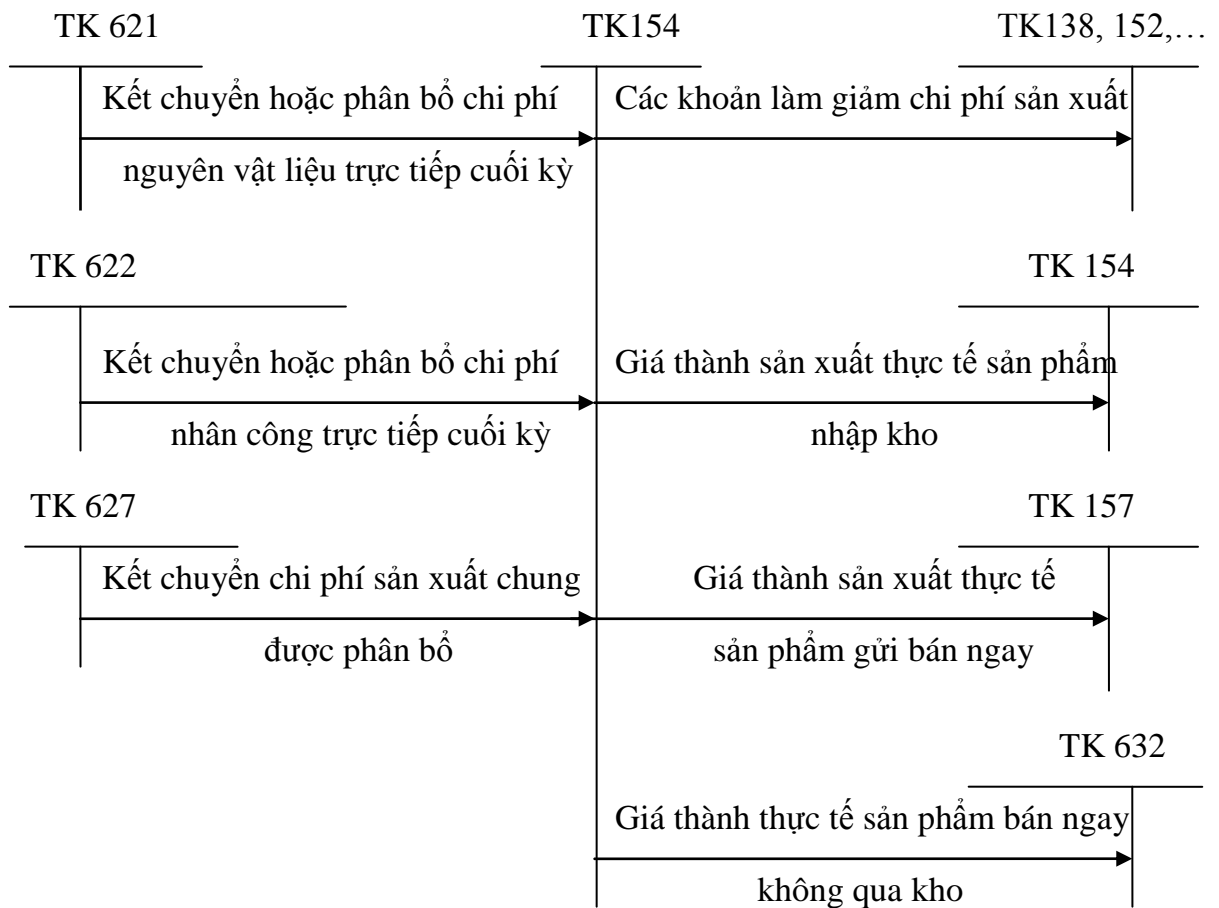 TK 621 TK154 TK138, 152,…
Kết chuyển hoặc phân bổ chi phí Các khoản làm giảm chi phí sản xuất
nguyên vật liệu trực tiếp cuối kỳ
TK 622 TK 154
Kết chuyển hoặc phân bổ chi phí Giá thành sản xuất thực tế sản phẩm
nhân công trực tiếp cuối kỳ nhập kho
TK 627 TK 157
Kết chuyển chi phí sản xuất chung Giá thành sản xuất thực tế
được phân bổ sản phẩm gửi bán ngay
TK 632
Giá thành thực tế sản phẩm bán ngay
không qua kho